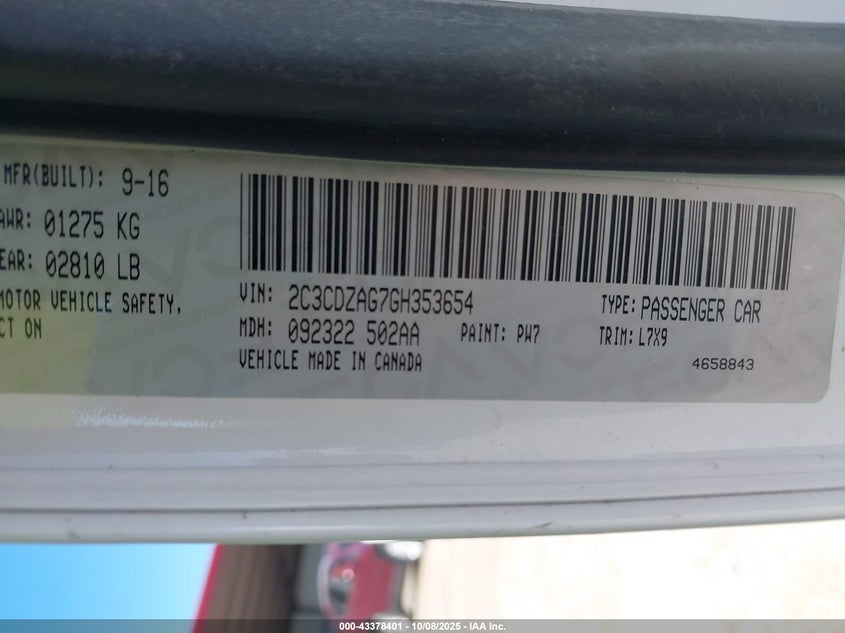 MFR(BUILT): 9-16
AWR: 01275 KG
EAR: 02810 LB
MOTOR VEHICLE SAFETY,
CT ON
VIN: 2C3CDZAG7GH353654
TYPE: PASSENGER CAR
MDH: 092322 502AA
PAINT: PW7
TRIM: L7X9
VEHICLE MADE IN CANADA
4658843
000-43378401 - 10/08/2025 - IAA Inc.